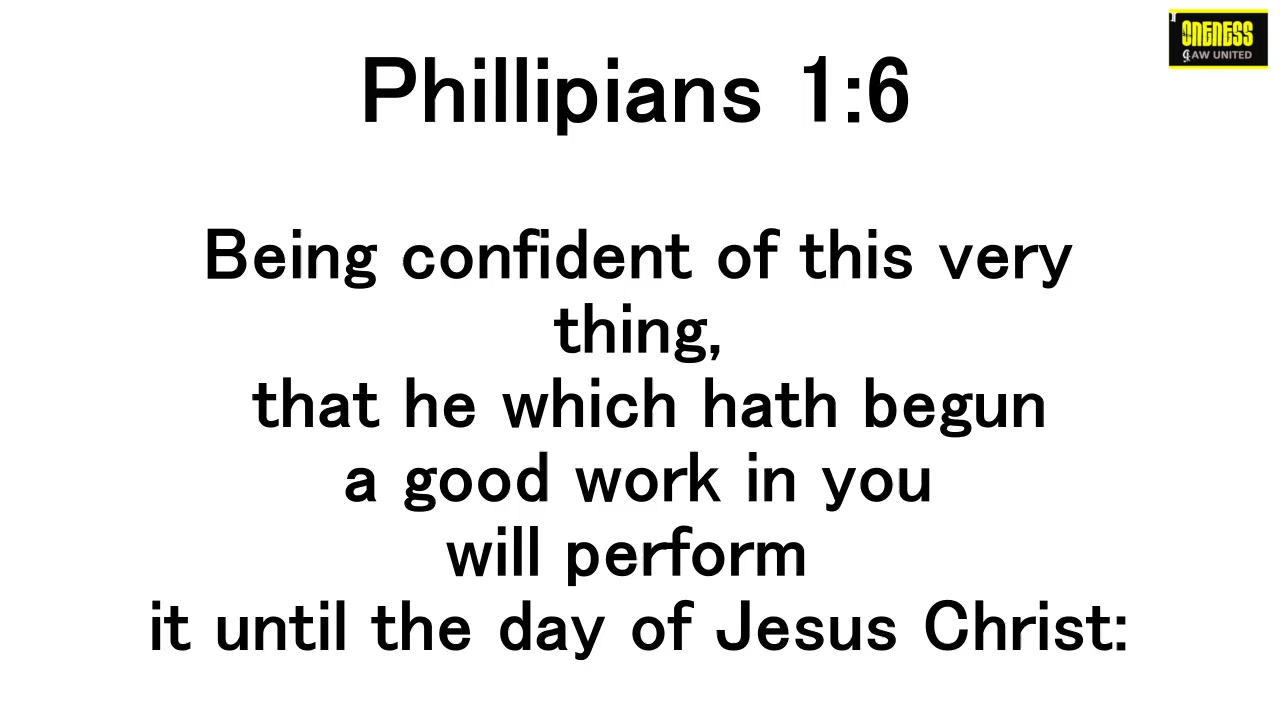 ONENESS
AW UNITED
Phillipians 1:6
Being confident of this very
thing,
that he which hath begun
a good work in you
will perform
it until the day of Jesus Christ: